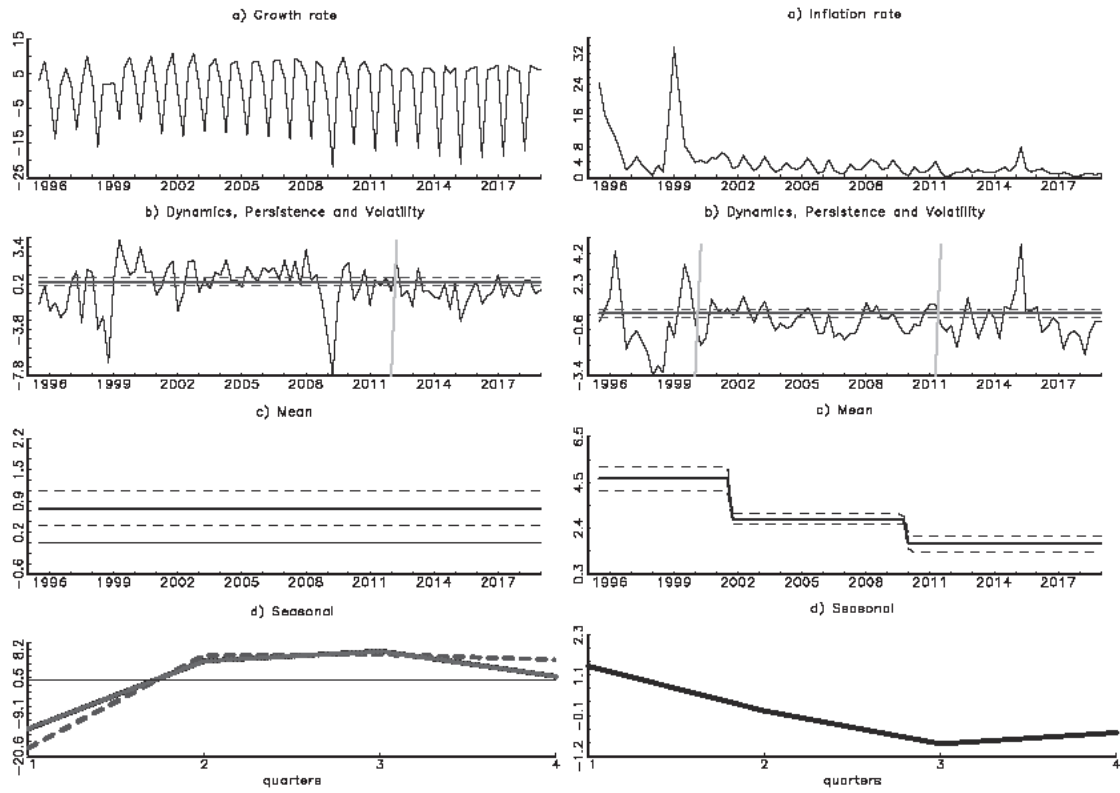 a) Growth rate
15
5
-5
-15
-25
1996 1999 2002 2005 2008 2011 2014 2017
b) Dynamics, Persistence and Volatility
3.4
0.2
-3.8
-7.8
1996 1999 2002 2005 2008 2011 2014 2017
c) Mean
2.2
1.5
0.9
0.2
-0.6
1996 1999 2002 2005 2008 2011 2014 2017
d) Seasonal
8.2
0.5
-9.1
-20.6
1 2 3 4
quarters
a) Inflation rate
32
24
16
8
4
0
1996 1999 2002 2005 2008 2011 2014 2017
b) Dynamics, Persistence and Volatility
4.2
2.3
-0.6
-3.4
1996 1999 2002 2005 2008 2011 2014 2017
c) Mean
6.5
4.5
2.4
0.3
1996 1999 2002 2005 2008 2011 2014 2017
d) Seasonal
2.3
1.1
-0.1
-1.2
1 2 3 4
quarters